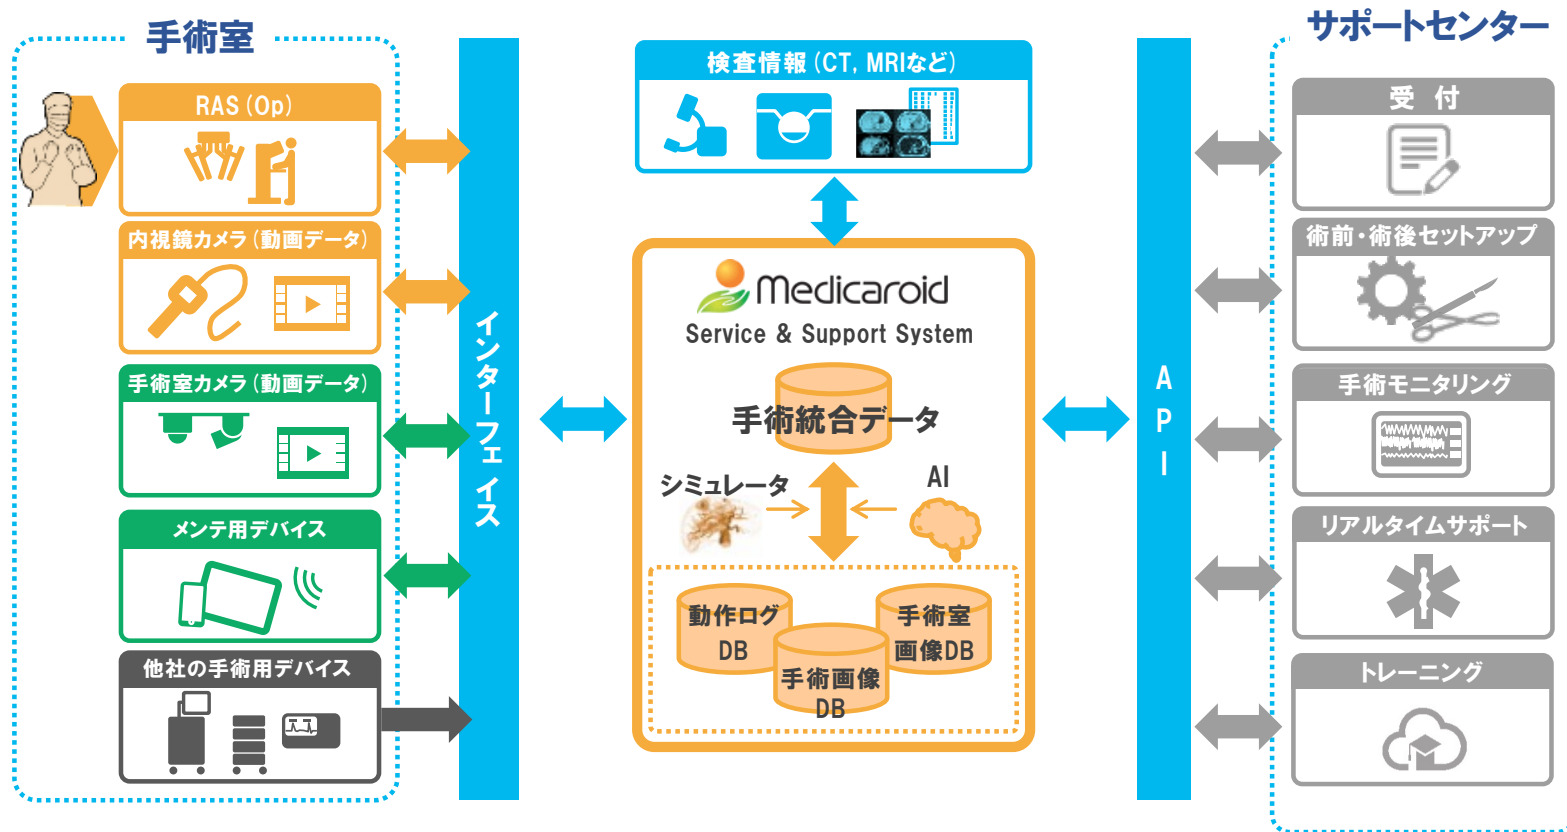 手術室
RAS (Op)
内視鏡カメラ (動画データ)
手術室カメラ (動画データ)
メンテ用デバイス
他社の手術用デバイス
インターフェイス
検査情報 (CT, MRIなど)
Medicaroid
Service & Support System
手術統合データ
シミュレータ
AI
動作ログ
DB
手術画像
DB
手術室
画像DB
API
サポートセンター
受付
術前・術後セットアップ
手術モニタリング
リアルタイムサポート
トレーニング